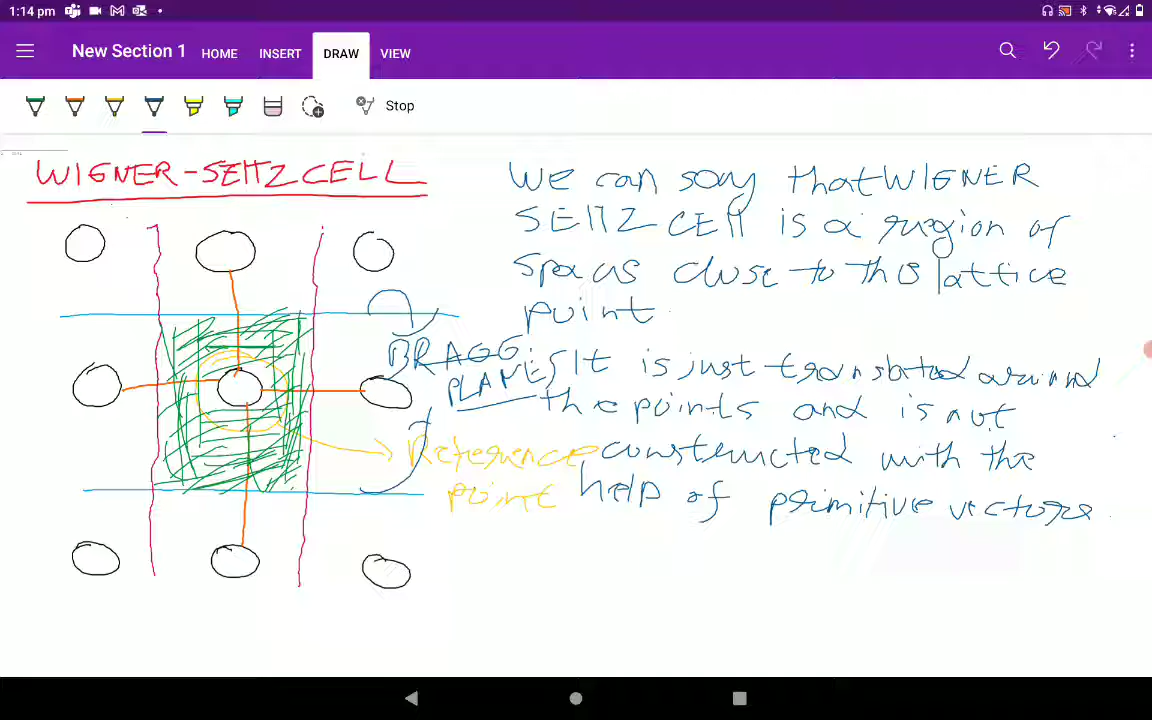 1:14 pm
New Section 1 HOME INSERT DRAW VIEW
Stop
WIGNER-SEITZ CELL
We can say that WIGNER
SEITZ CELL is a region of
space close to the lattice
point.
BRAGG
PLANES
It is just translated around
the points and is not
constructed with the
help of primitive vectors.
Reference
point